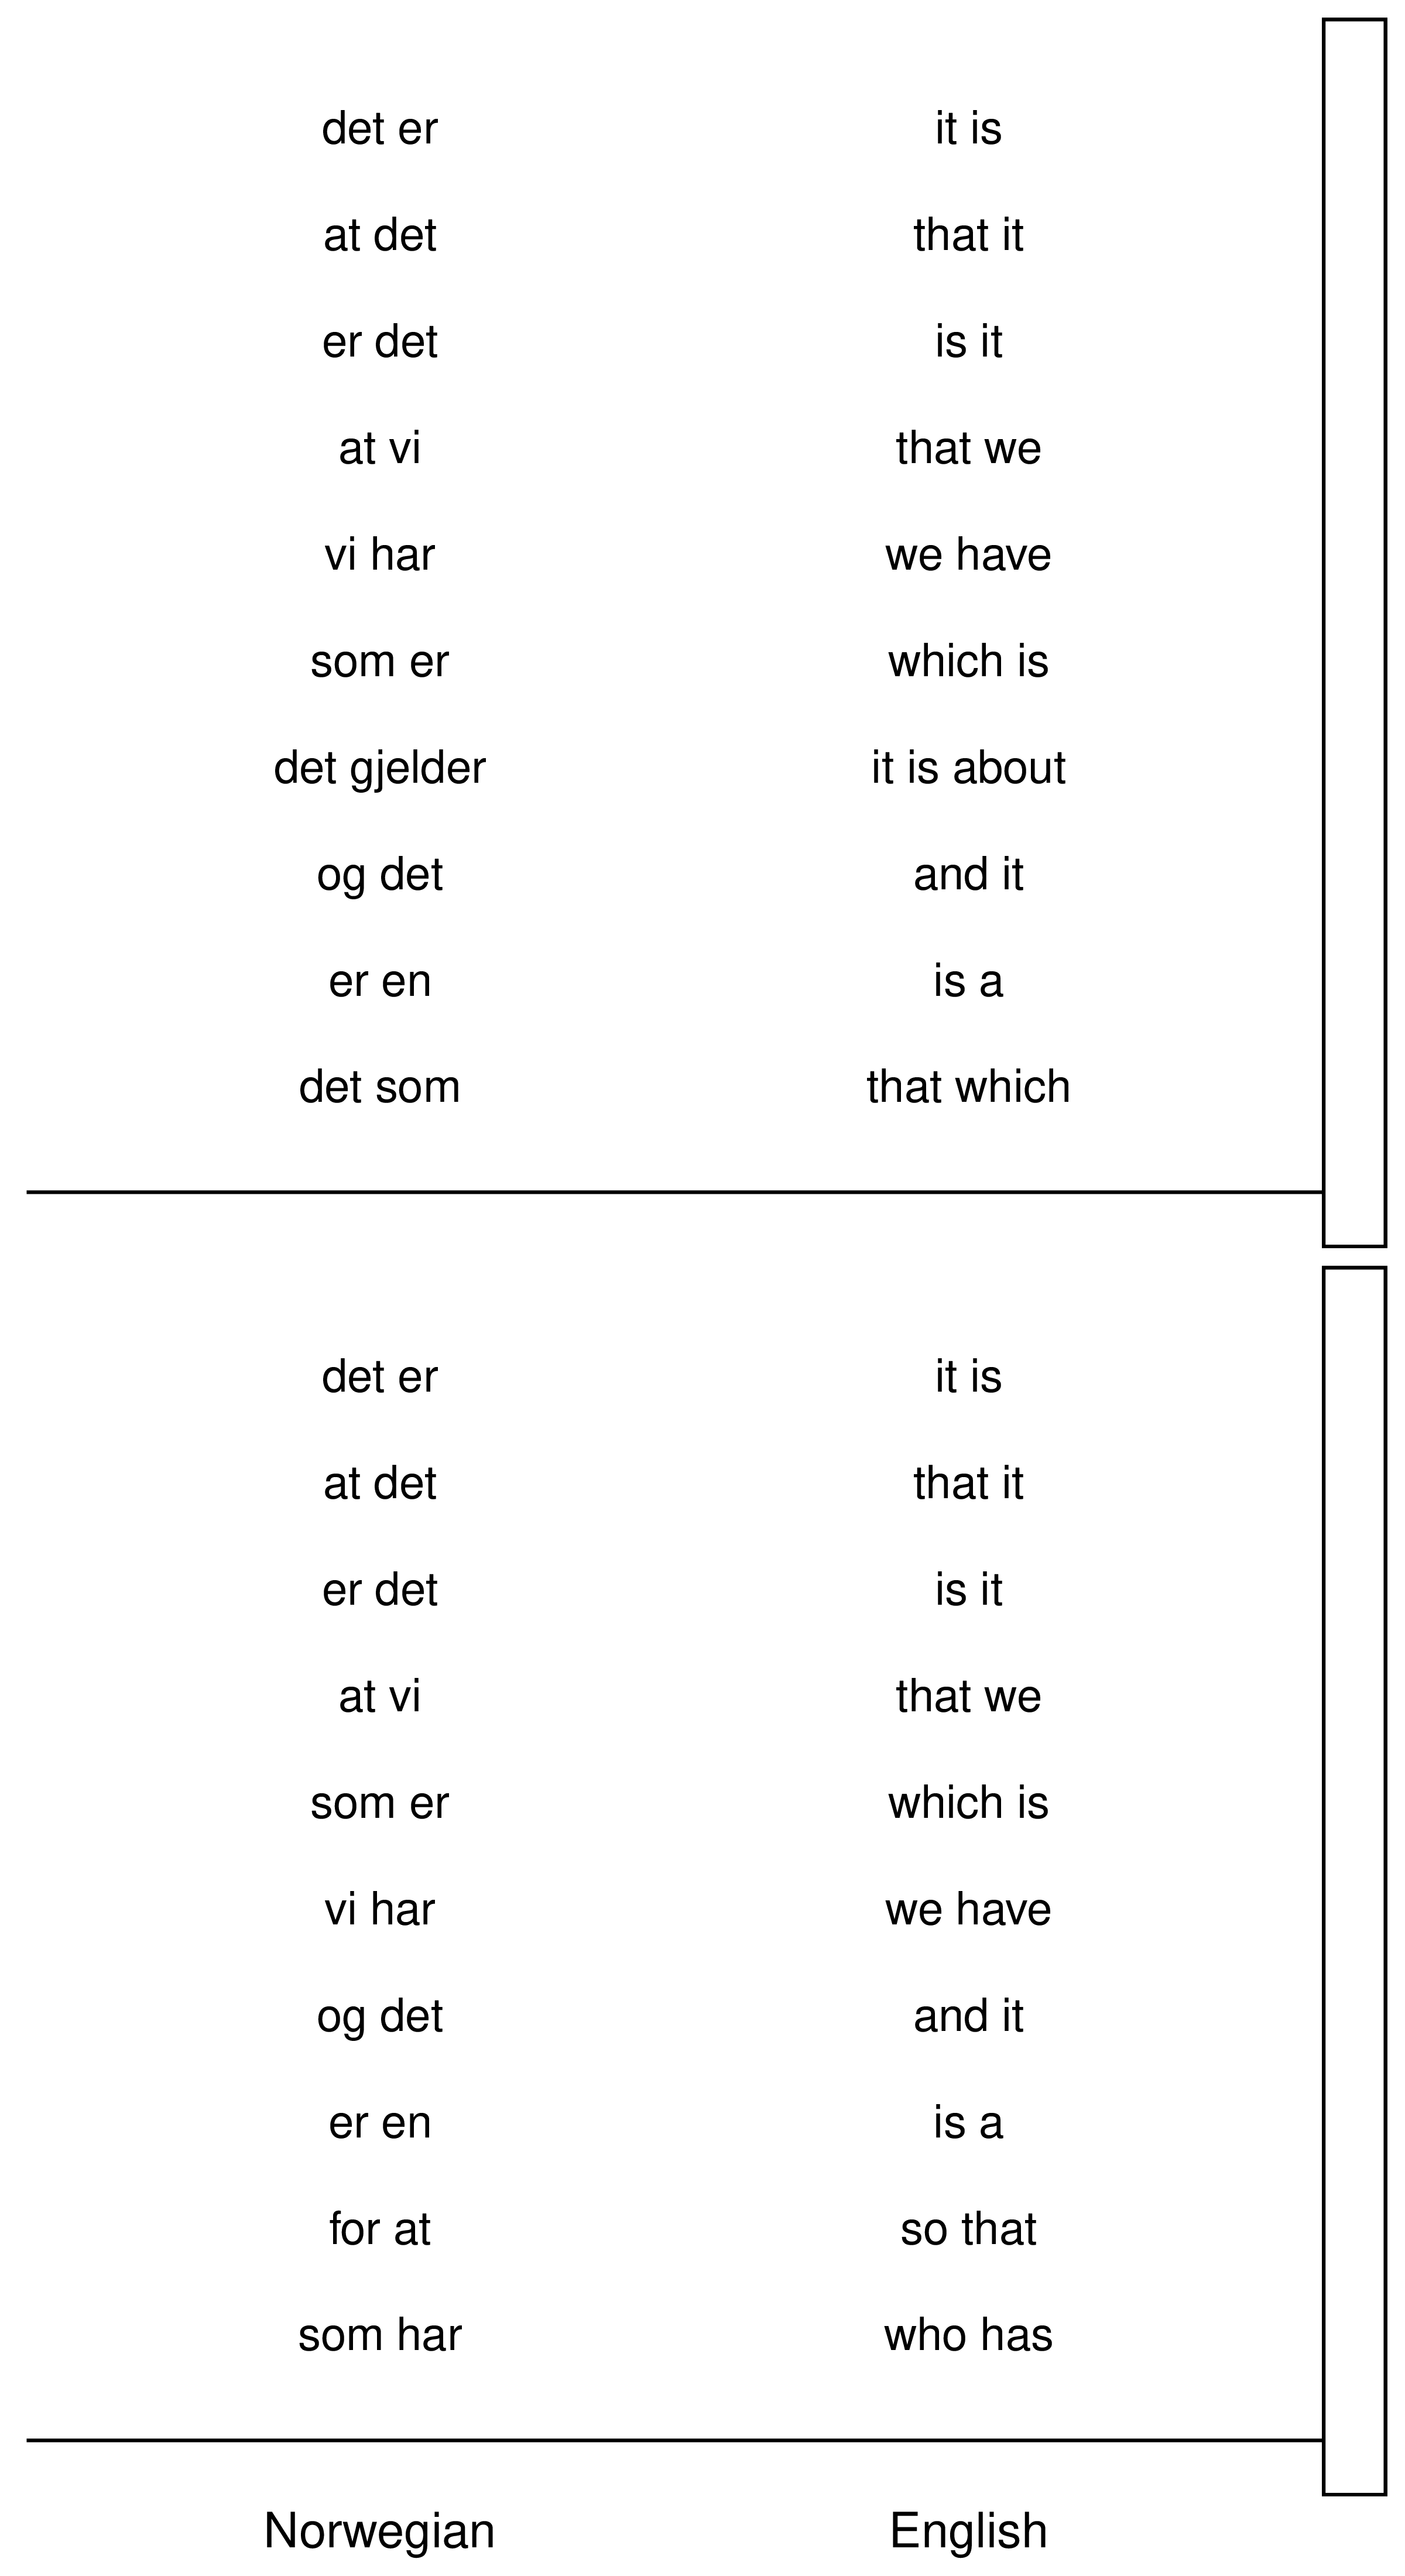 det er it is
at det that it
er det is it
at vi that we
vi har we have
som er which is
det gjelder it is about
og det and it
er en is a
det som that which
det er it is
at det that it
er det is it
at vi that we
som er which is
vi har we have
og det and it
er en is a
for at so that
som har who has
Norwegian English